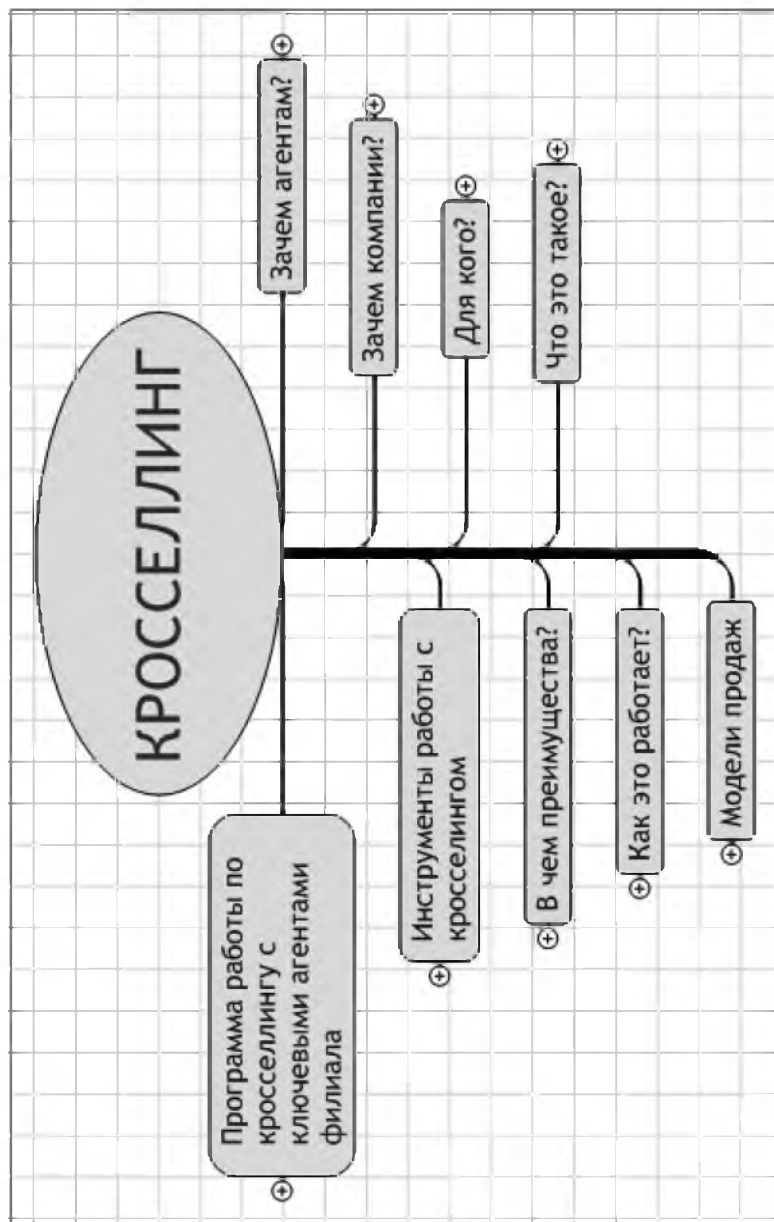 КРОССЕЛЛИНГ
Программа работы по
кросселлингу с
ключевыми агентами
филиала
Инструменты работы с
кросселингом
В чем преимущества?
Как это работает?
Модели продаж
Зачем агентам?
Зачем компании?
Для кого?
Что это такое?